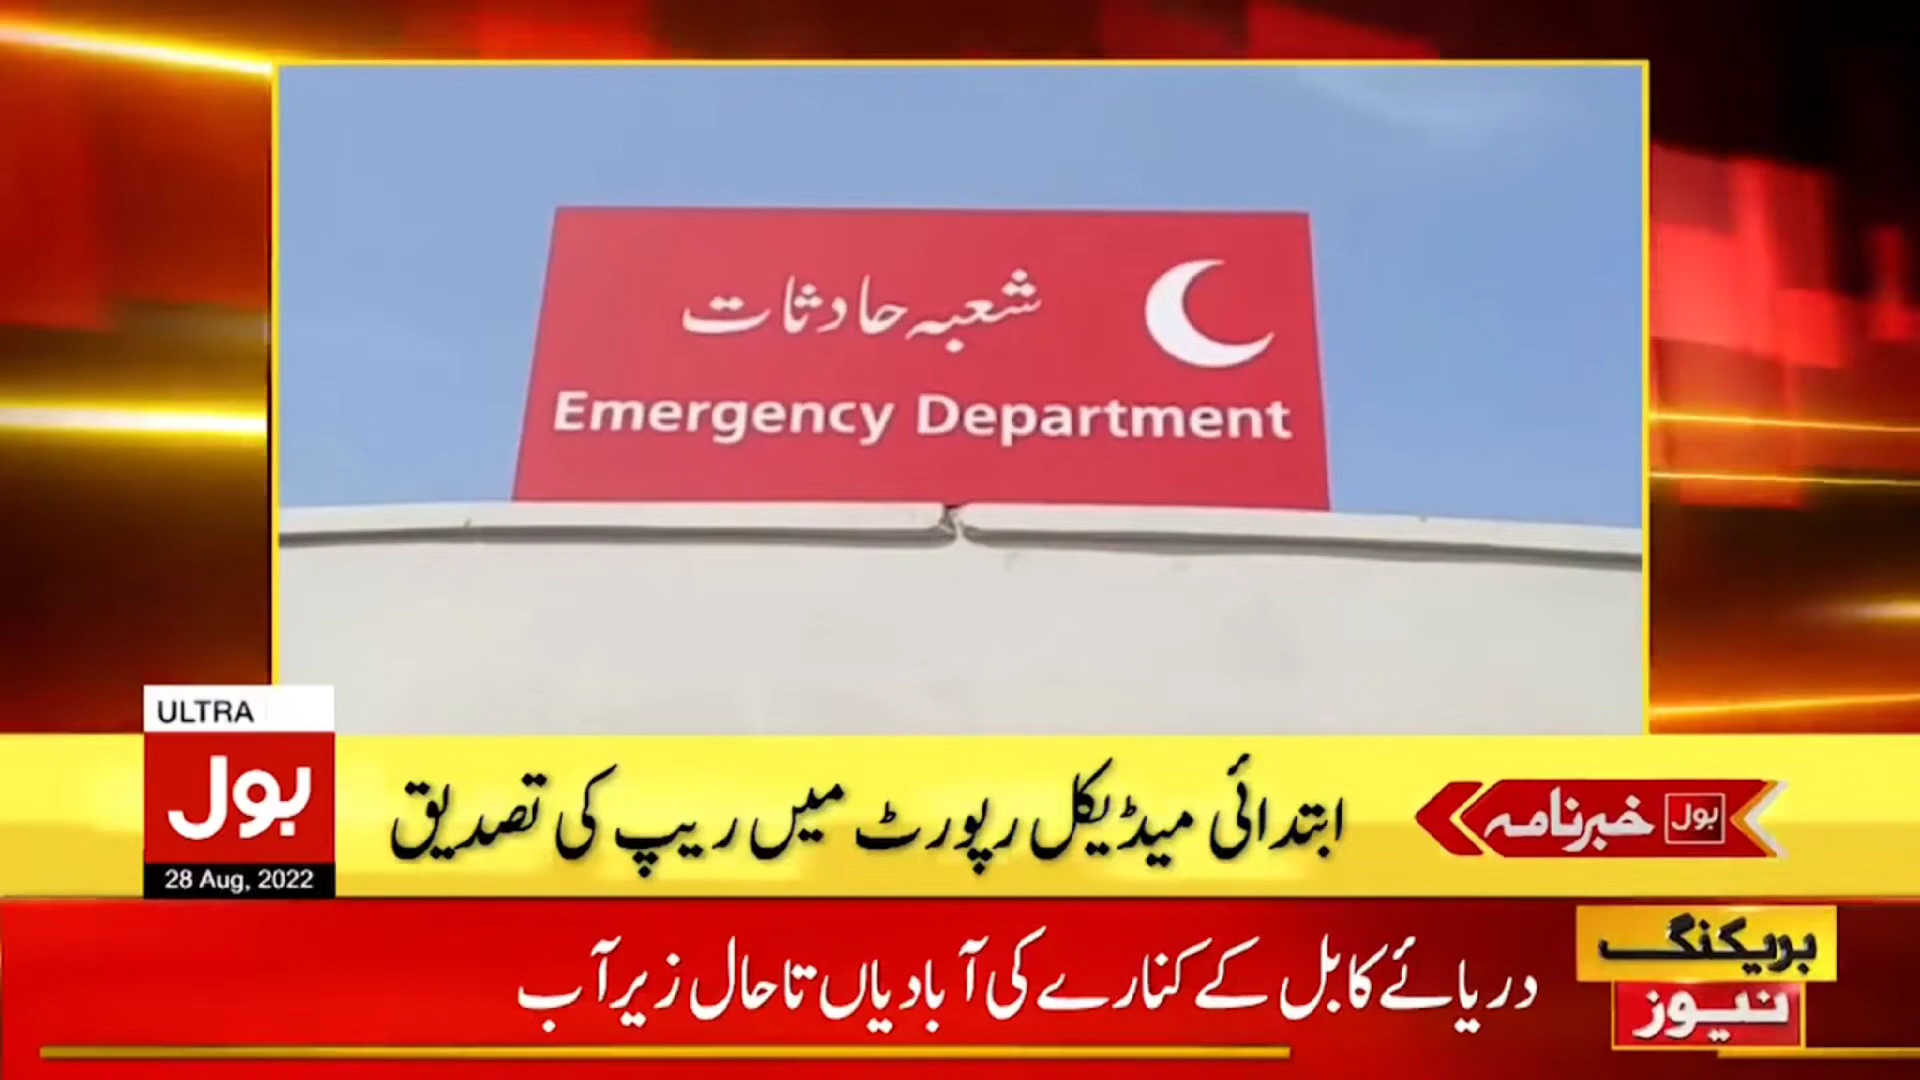 شعبہ حادثات
Emergency Department
ULTRA
بول
28 Aug, 2022
بول خبرنامہ
ابتدائی میڈیکل رپورٹ میں ریپ کی تصدیق
بریکنگ
نیوز
دریائے کابل کے کنارے کی آبادیاں تاحال زیر آب